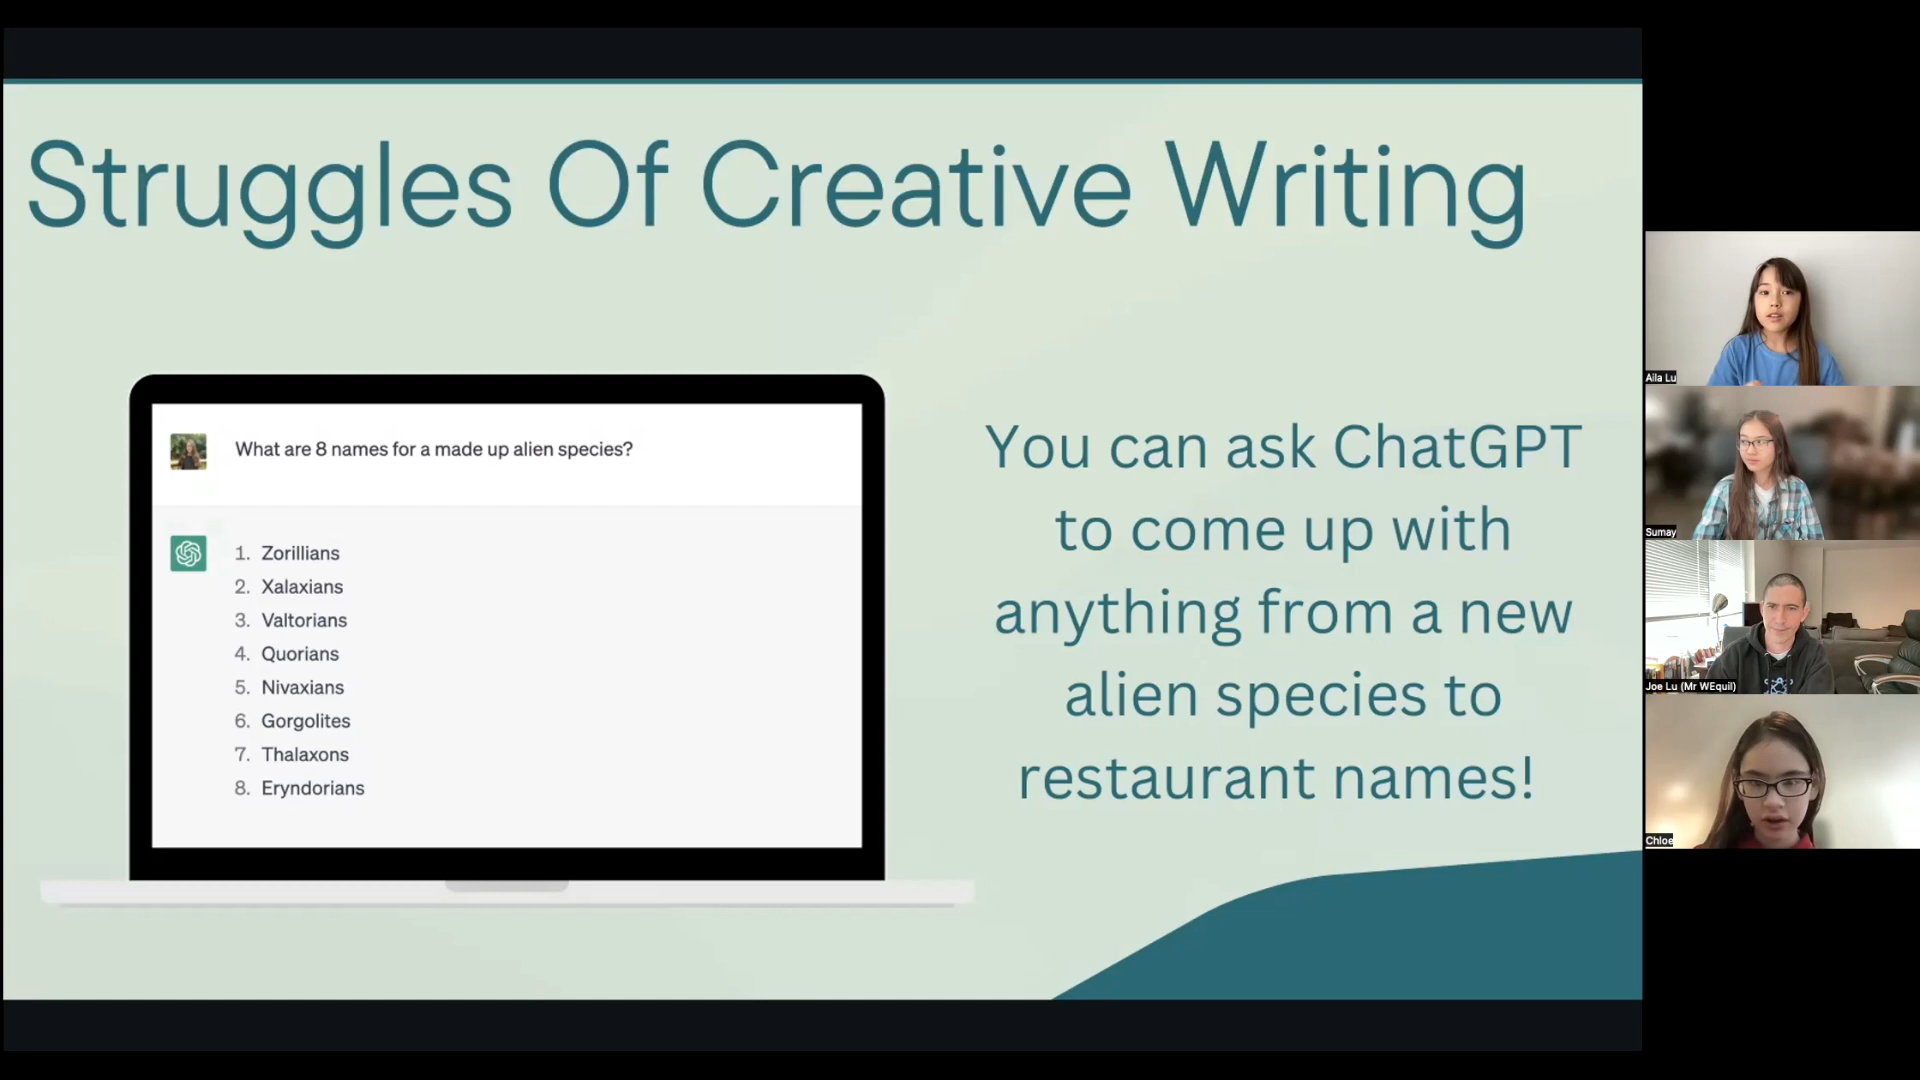 Struggles Of Creative Writing
What are 8 names for a made up alien species?
1. Zorillians
2. Xalaxians
3. Valtorians
4. Quorians
5. Nivaxians
6. Gorgolites
7. Thalaxons
8. Eryndorians
You can ask ChatGPT
to come up with
anything from a new
alien species to
restaurant names!
Aila Lu
Sumay
Joe Lu (Mr WEquil)
Chloe